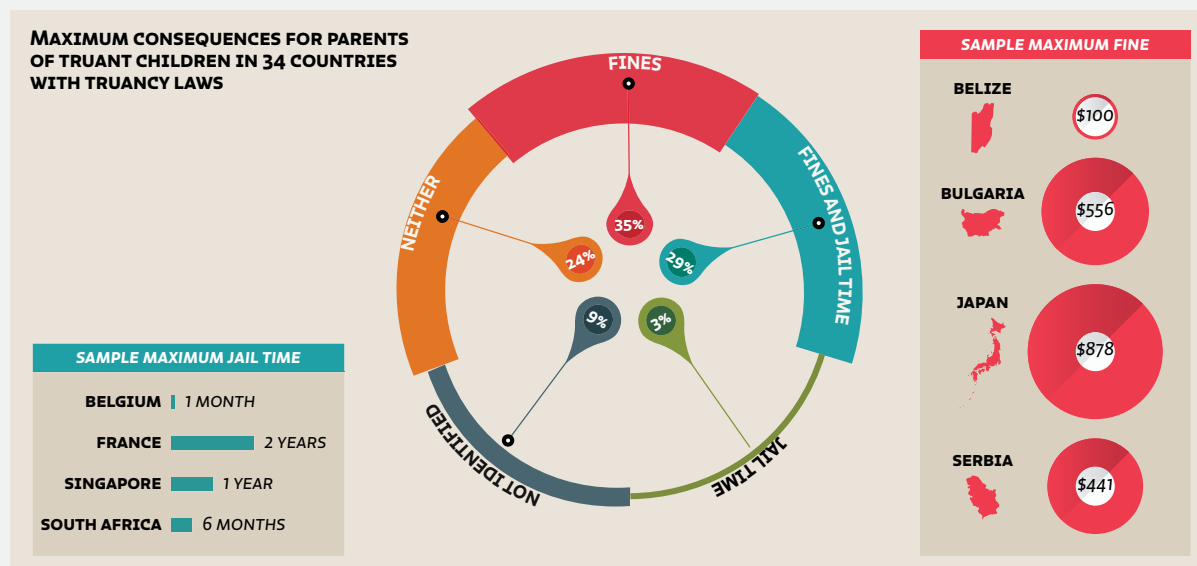 MAXIMUM CONSEQUENCES FOR PARENTS
OF TRUANT CHILDREN IN 34 COUNTRIES
WITH TRUANCY LAWS
FINES
35%
FINES AND JAIL TIME
29%
JAIL TIME
3%
NOT IDENTIFIED
9%
NEITHER
24%
SAMPLE MAXIMUM JAIL TIME
BELGIUM 1 MONTH
FRANCE 2 YEARS
SINGAPORE 1 YEAR
SOUTH AFRICA 6 MONTHS
SAMPLE MAXIMUM FINE
BELIZE
$100
BULGARIA
$556
JAPAN
$878
SERBIA
$441